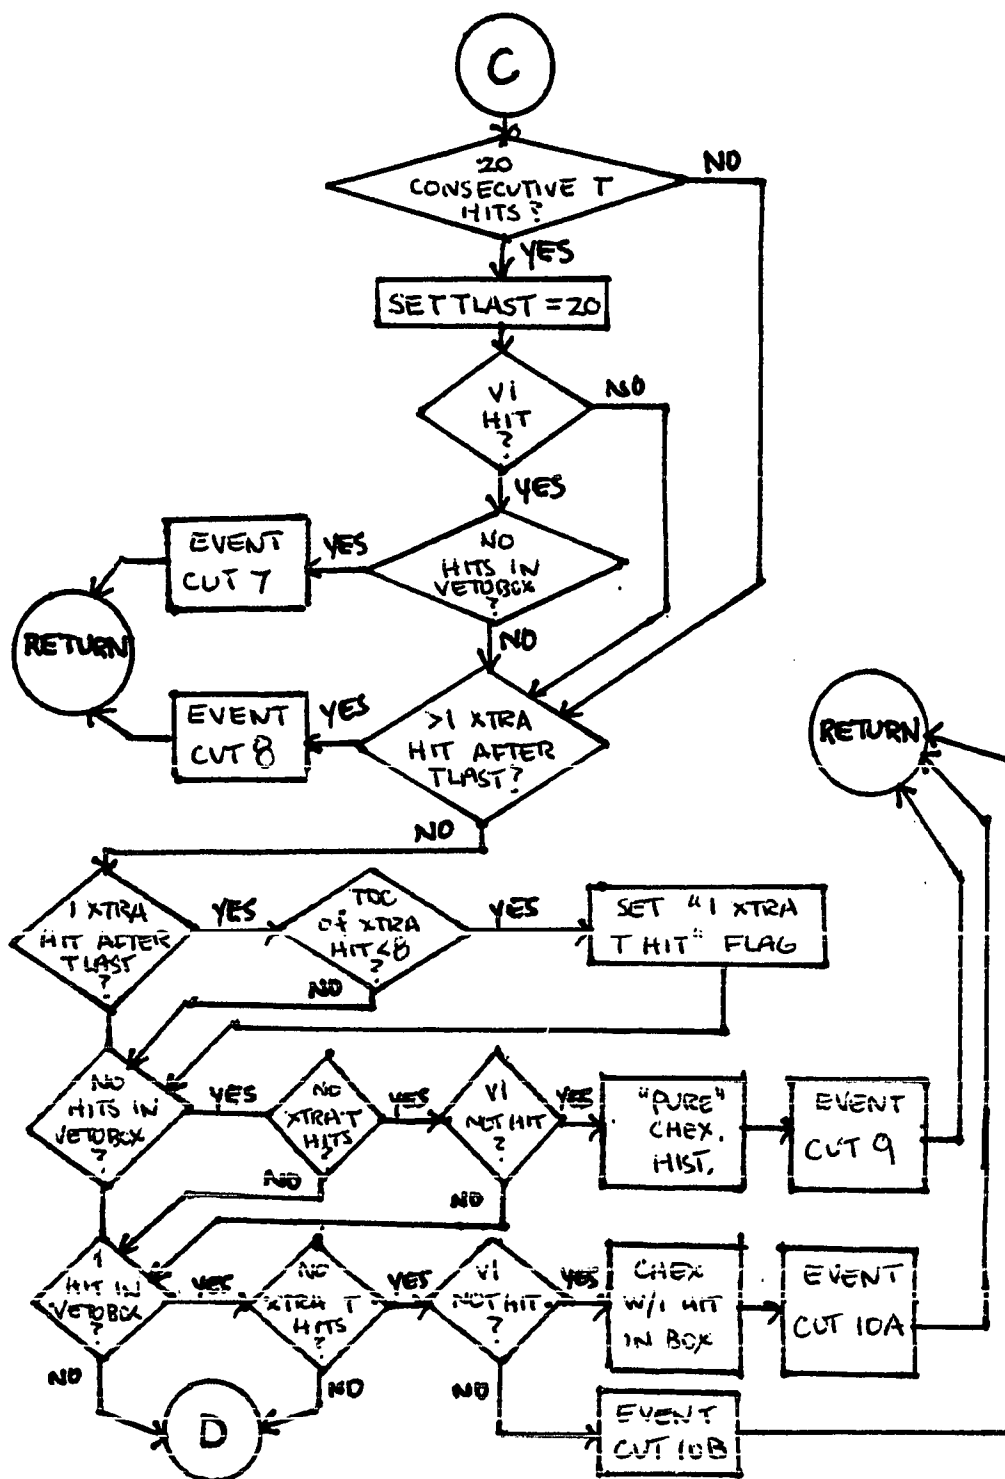 C
20
CONSECUTIVE T
HITS?
NO
YES
SET TLAST = 20
V1
HIT
?
NO
YES
NO
HITS IN
VETOBOX
?
YES
EVENT
CUT 7
RETURN
NO
>1 XTRA
HIT AFTER
TLAST?
YES
EVENT
CUT 8
RETURN
NO
1 XTRA
HIT AFTER
TLAST
?
YES
TDC
of XTRA
HIT<8
?
YES
SET "1 XTRA
T HIT" FLAG
NO
NO
HITS IN
VETOBOX
?
YES
NO
XTRA T
HITS?
YES
V1
NOT HIT
?
YES
"PURE"
CHEX.
HIST.
EVENT
CUT 9
NO
NO
1
HIT IN
VETOBOX
?
YES
NO
XTRA T
HITS
?
YES
V1
NOT HIT
?
YES
CHEX
W/1 HIT
IN BOX
EVENT
CUT 10A
NO
NO
NO
D
EVENT
CUT 10B